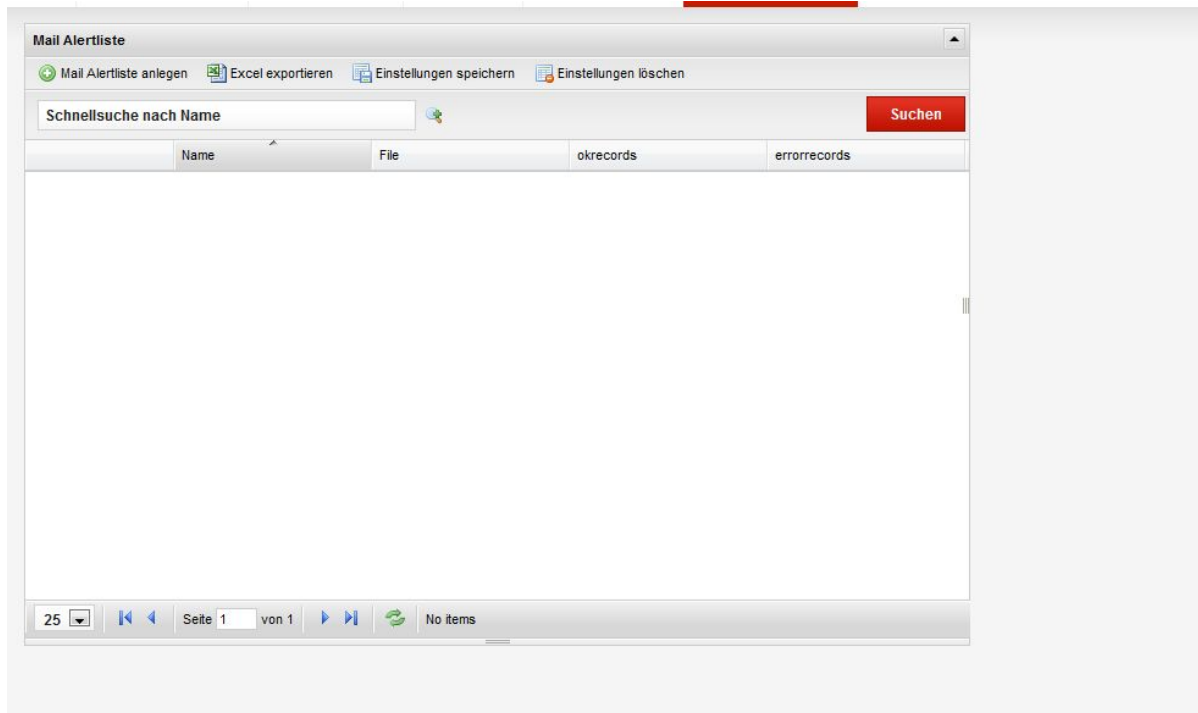 Mail Alertliste
Mail Alertliste anlegen Excel exportieren Einstellungen speichern Einstellungen löschen
Schnellsuche nach Name Suchen
Name File okrecords errorrecords
25 Seite 1 von 1 No items